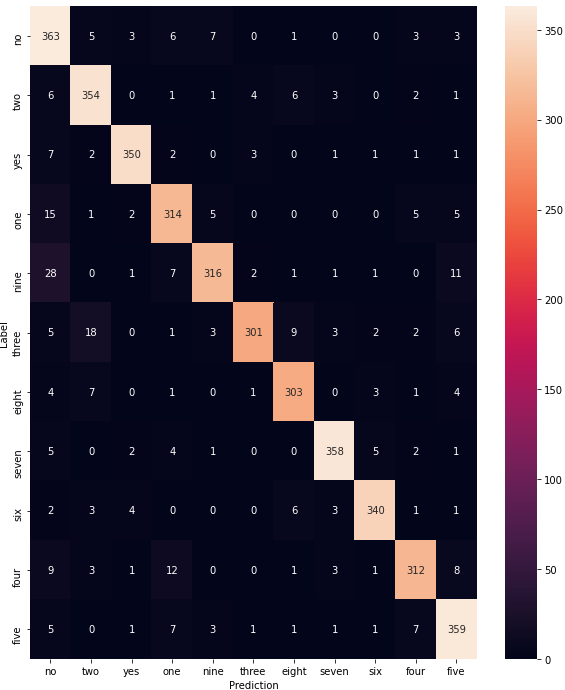 no 363 5 3 6 7 0 1 0 0 3 3
two 6 354 0 1 1 4 6 3 0 2 1
yes 7 2 350 2 0 3 0 1 1 1 1
one 15 1 2 314 5 0 0 0 0 5 5
nine 28 0 1 7 316 2 1 1 1 0 11
three 5 18 0 1 3 301 9 3 2 2 6
eight 4 7 0 1 0 1 303 0 3 1 4
seven 5 0 2 4 1 0 0 358 5 2 1
six 2 3 4 0 0 0 6 3 340 1 1
four 9 3 1 12 0 0 1 3 1 312 8
five 5 0 1 7 3 1 1 1 1 7 359
no two yes one nine three eight seven six four five
Prediction
Label
350
300
250
200
150
100
50
0